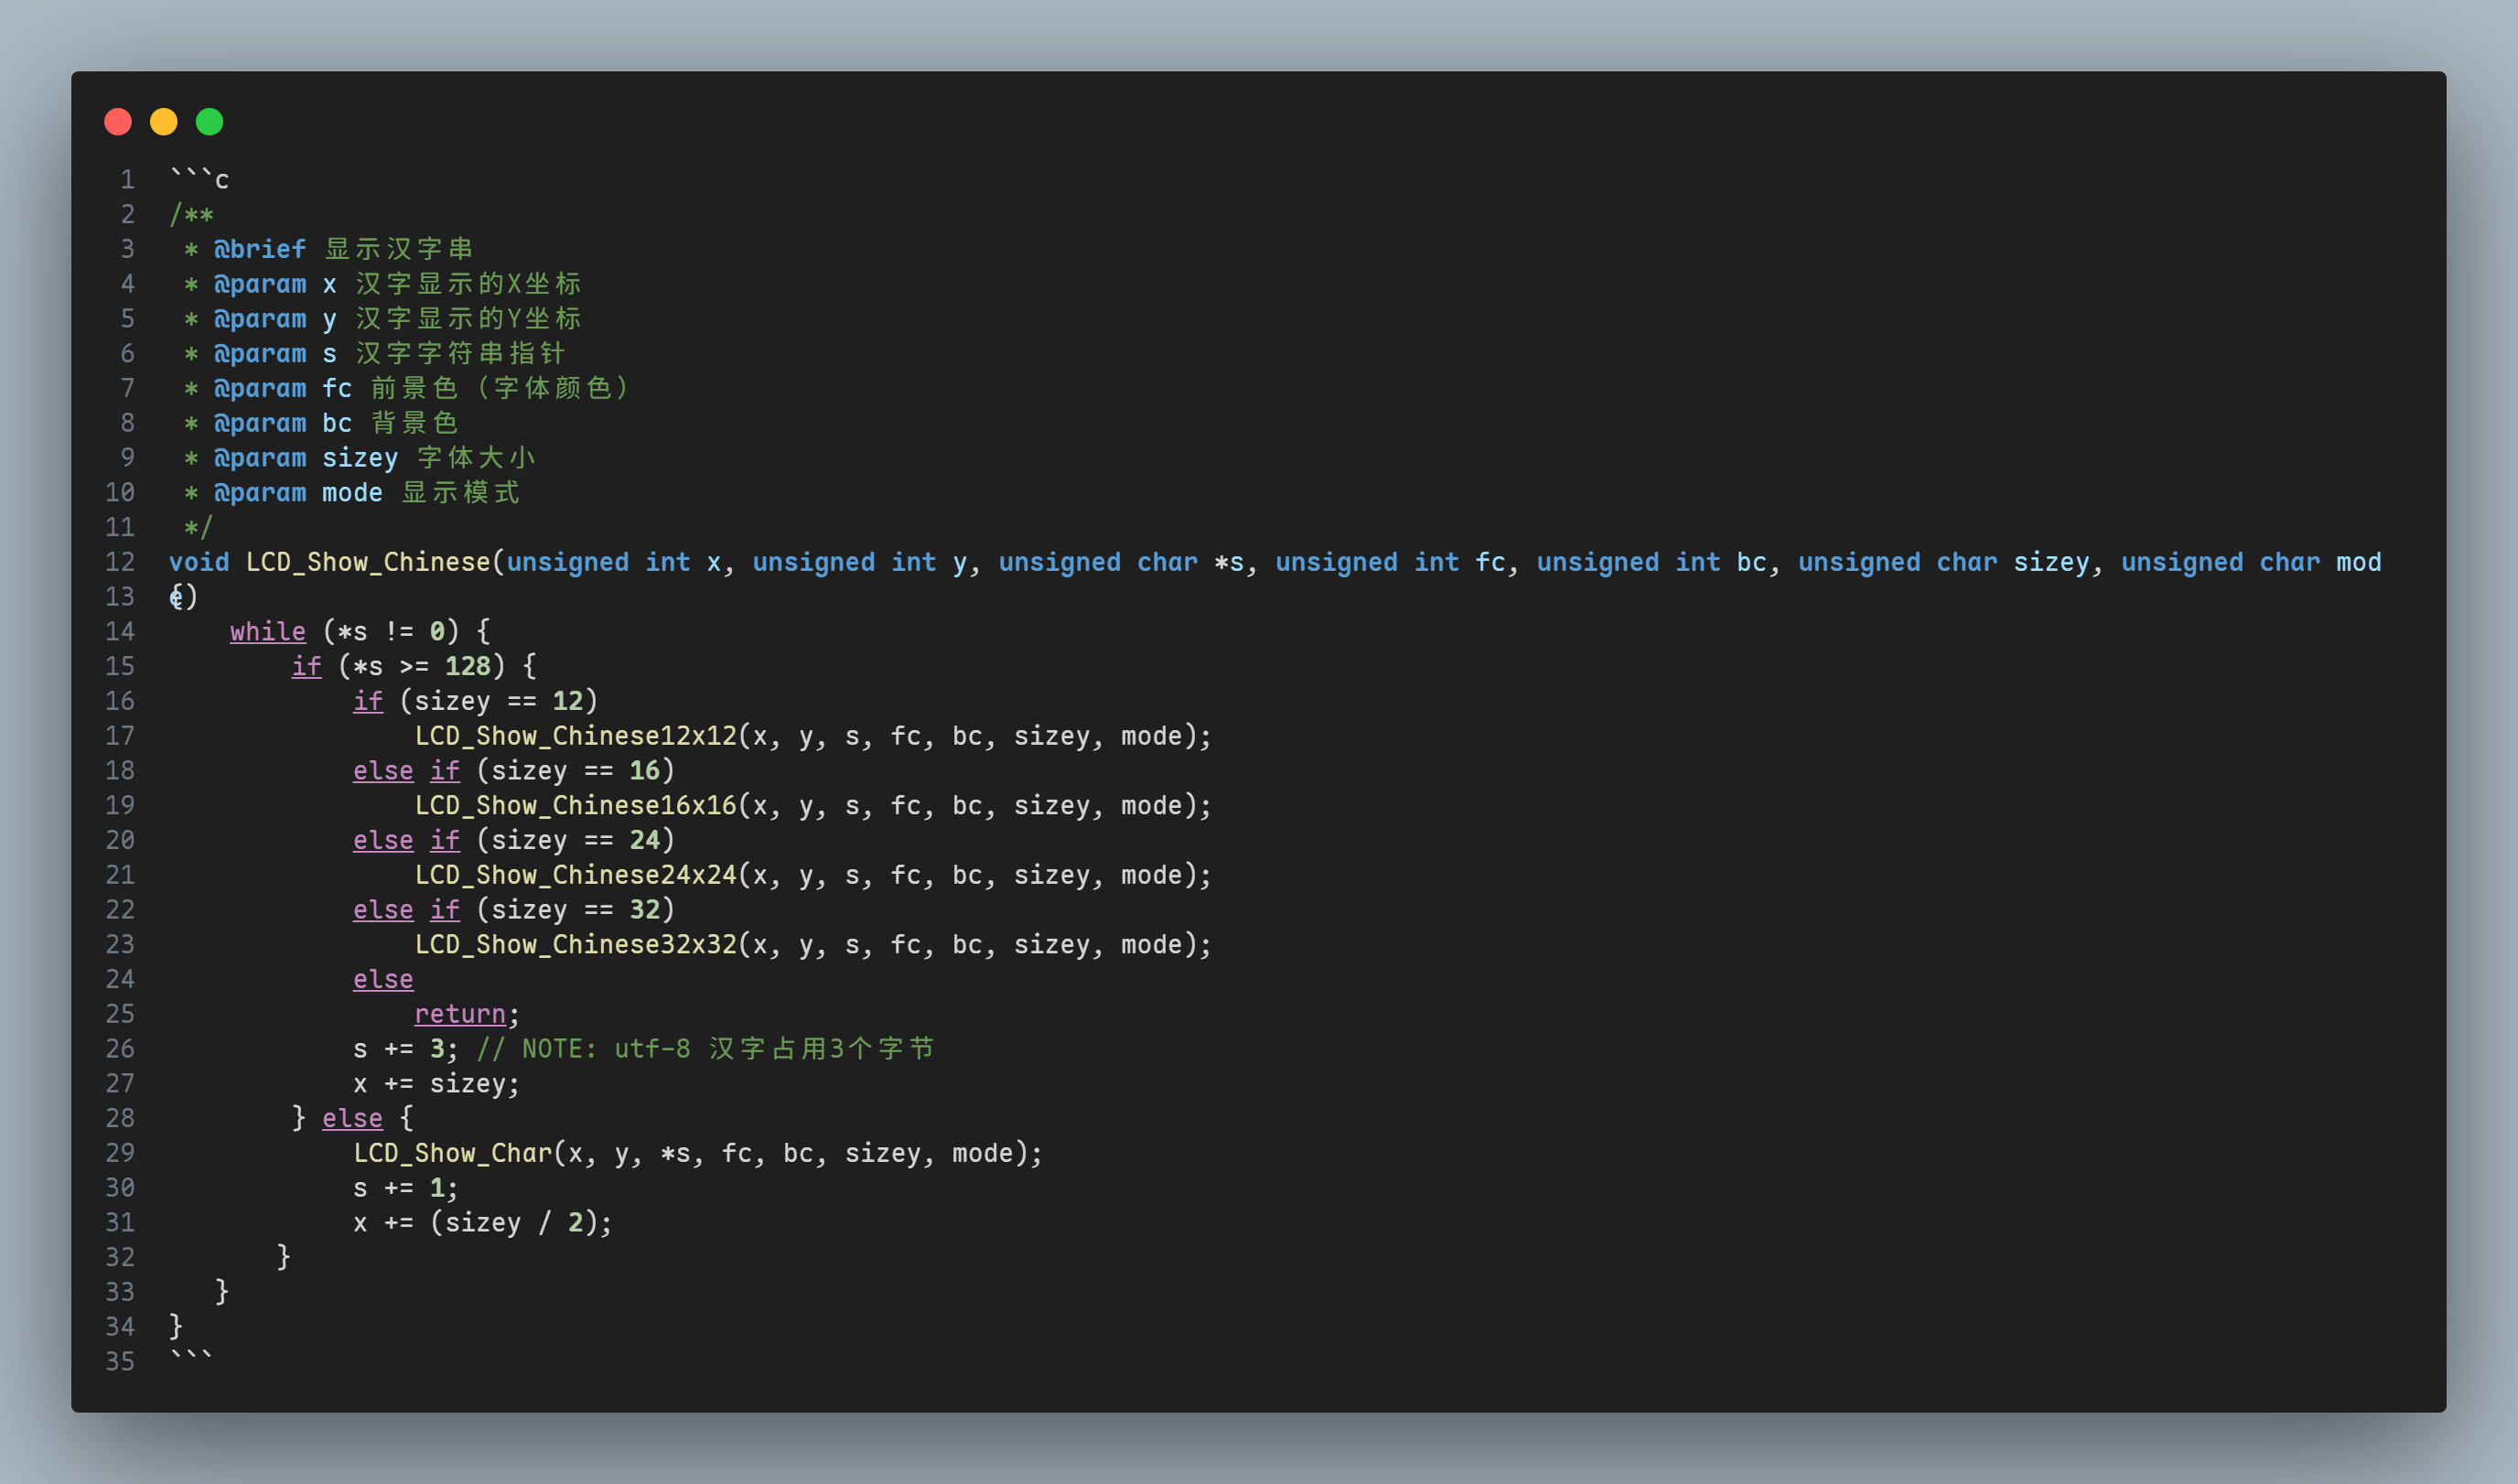 1 ```c
2 /**
3  * @brief 显示汉字串
4  * @param x 汉字显示的X坐标
5  * @param y 汉字显示的Y坐标
6  * @param s 汉字字符串指针
7  * @param fc 前景色（字体颜色）
8  * @param bc 背景色
9  * @param sizey 字体大小
10  * @param mode 显示模式
11  */
12 void LCD_Show_Chinese(unsigned int x, unsigned int y, unsigned char *s, unsigned int fc, unsigned int bc, unsigned char sizey, unsigned char mod
e)
13 {
14     while (*s != 0) {
15         if (*s >= 128) {
16             if (sizey == 12)
17                 LCD_Show_Chinese12x12(x, y, s, fc, bc, sizey, mode);
18             else if (sizey == 16)
19                 LCD_Show_Chinese16x16(x, y, s, fc, bc, sizey, mode);
20             else if (sizey == 24)
21                 LCD_Show_Chinese24x24(x, y, s, fc, bc, sizey, mode);
22             else if (sizey == 32)
23                 LCD_Show_Chinese32x32(x, y, s, fc, bc, sizey, mode);
24             else
25                 return;
26             s += 3; // NOTE: utf-8 汉字占用3个字节
27             x += sizey;
28         } else {
29             LCD_Show_Char(x, y, *s, fc, bc, sizey, mode);
30             s += 1;
31             x += (sizey / 2);
32        }
33    }
34 }
35 ```